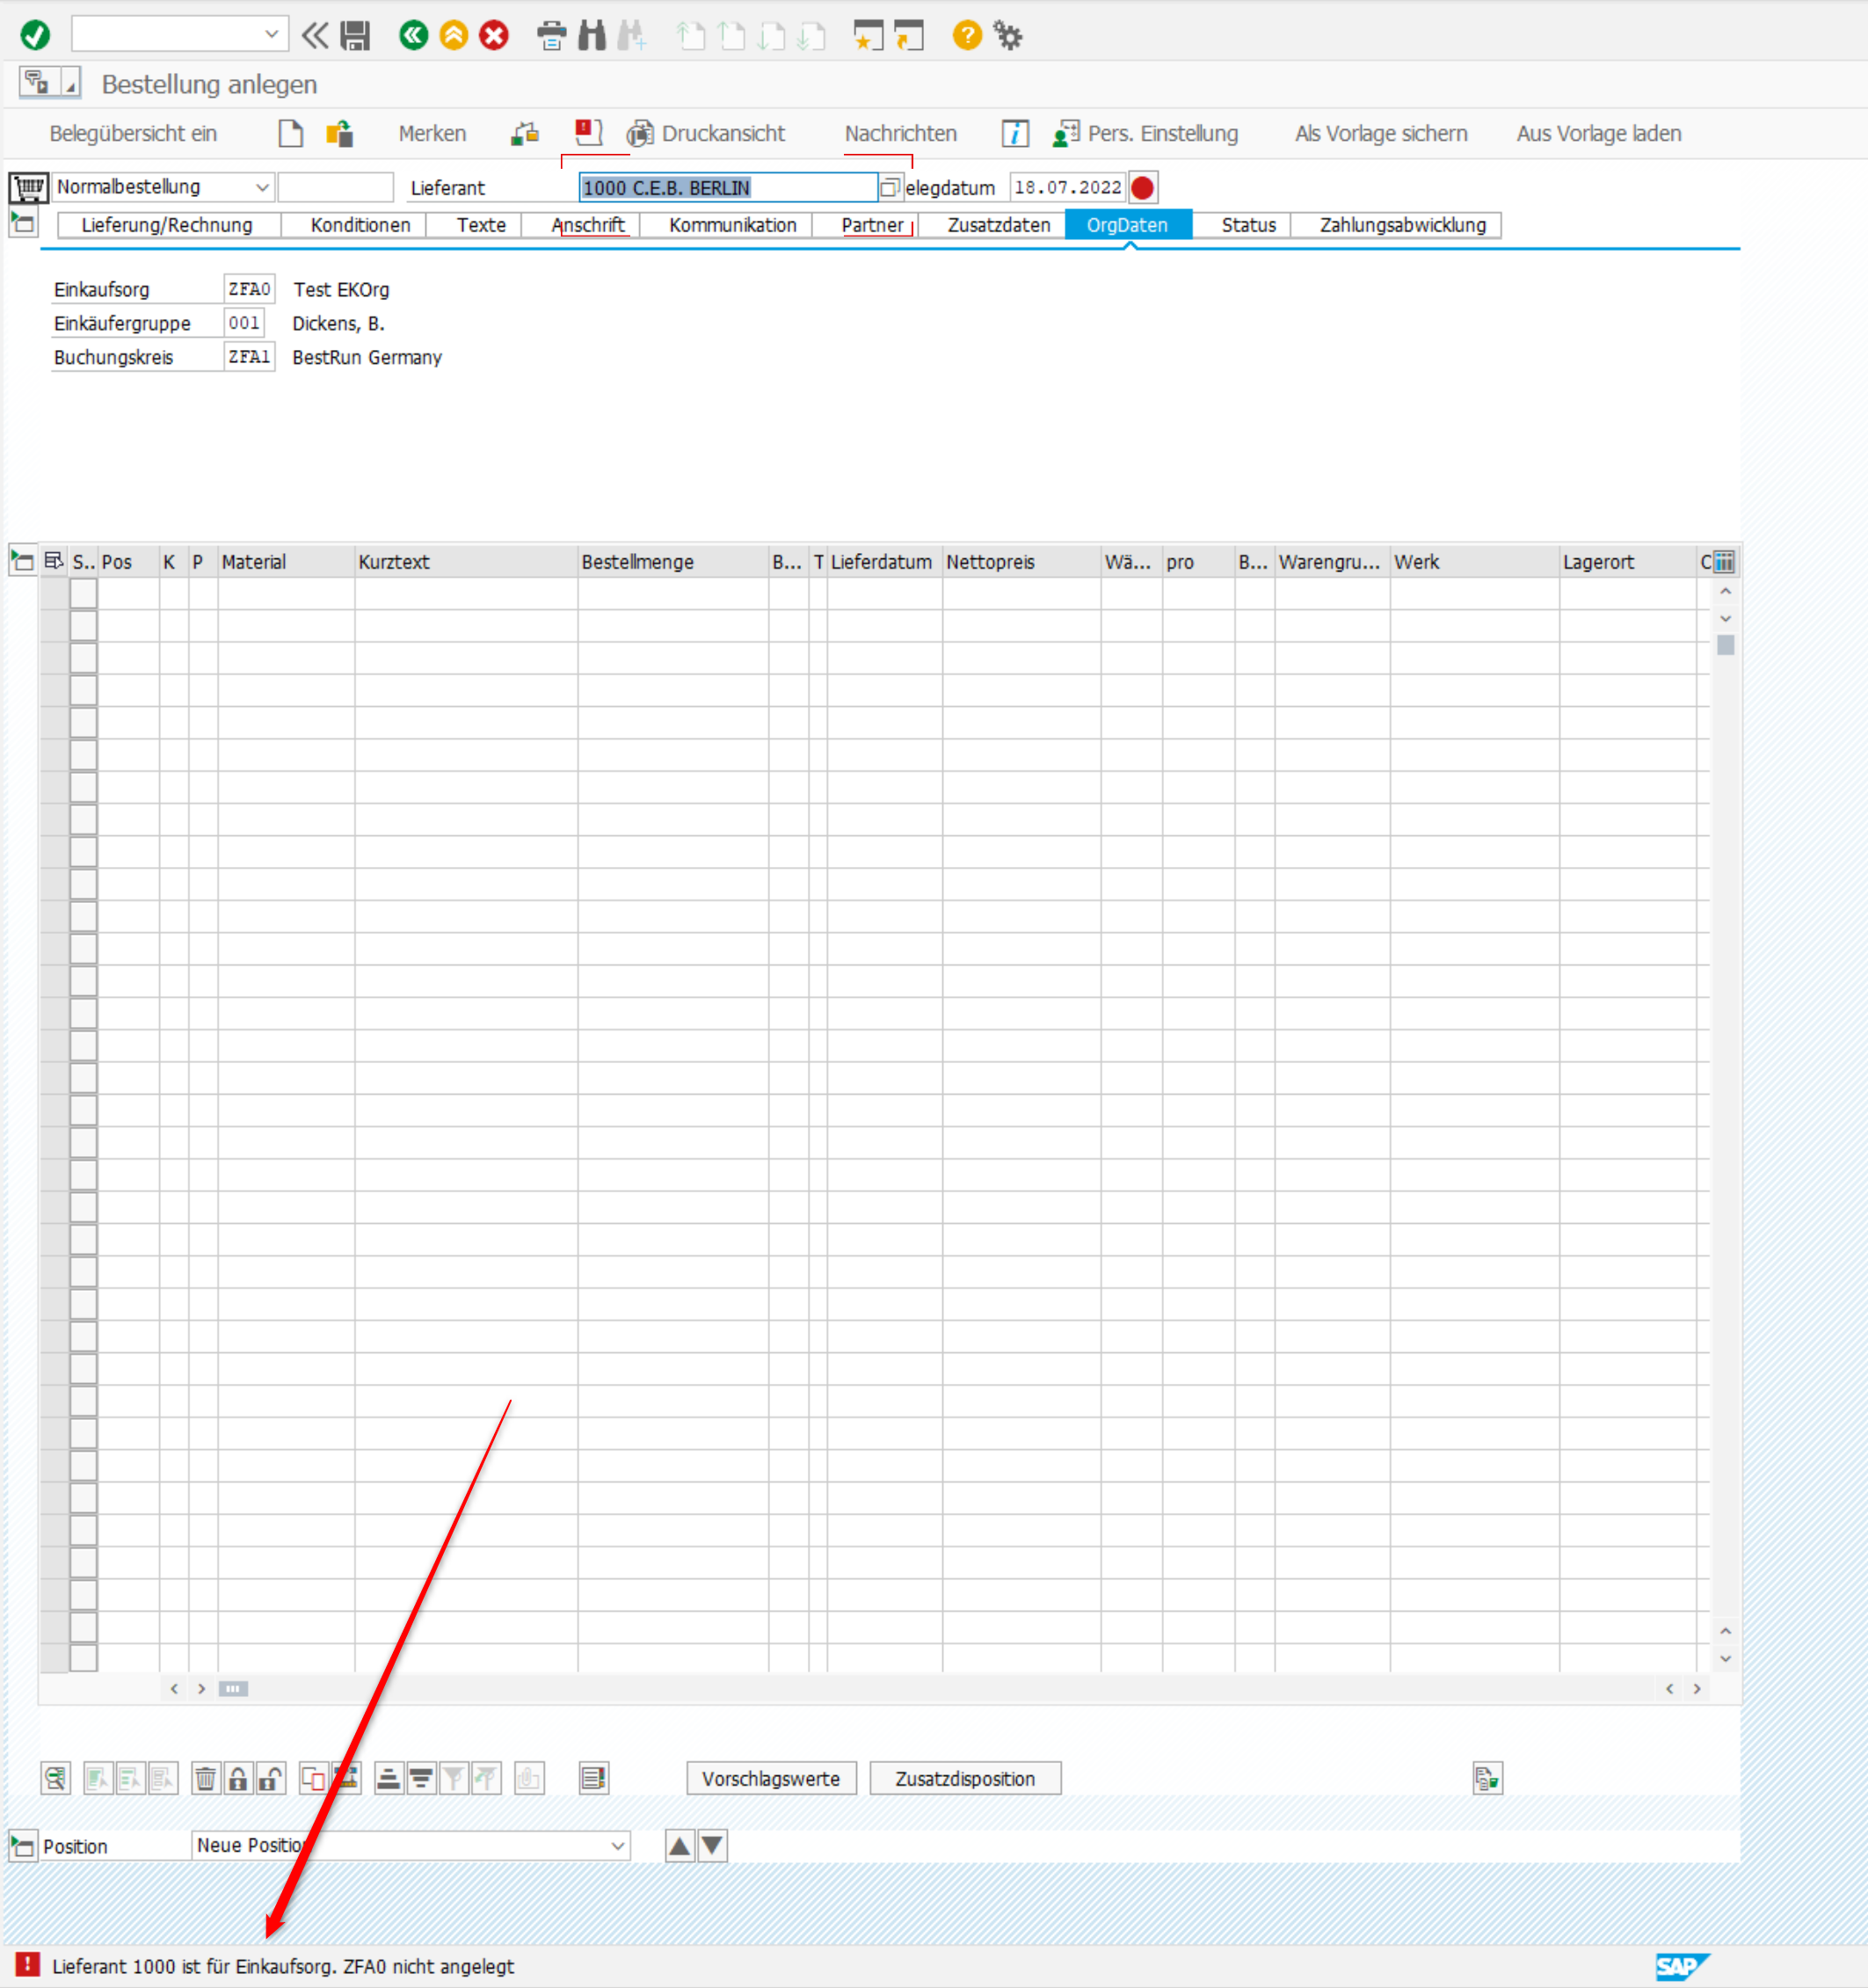 Bestellung anlegen
Belegübersicht ein Merken Druckansicht Nachrichten Pers. Einstellung Als Vorlage sichern Aus Vorlage laden
Normalbestellung Lieferant 1000 C.E.B. BERLIN elegdatum 18.07.2022
Lieferung/Rechnung Konditionen Texte Anschrift Kommunikation Partner Zusatzdaten OrgDaten Status Zahlungsabwicklung
Einkaufsorg ZFA0 Test EKOrg
Einkäufergruppe 001 Dickens, B.
Buchungskreis ZFA1 BestRun Germany
S.. Pos K P Material Kurztext Bestellmenge B... T Lieferdatum Nettopreis Wä... pro B... Warengru... Werk Lagerort C
Vorschlagswerte Zusatzdisposition
Position Neue Position
Lieferant 1000 ist für Einkaufsorg. ZFA0 nicht angelegt SAP